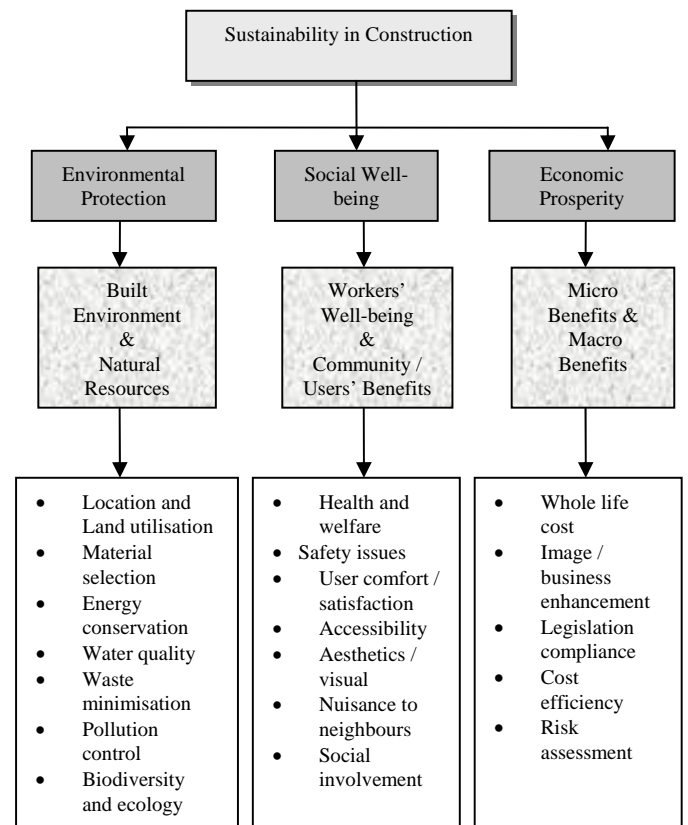 Sustainability in Construction
Environmental
Protection
Social Well-
being
Economic
Prosperity
Built
Environment
&
Natural
Resources
Workers’
Well-being
&
Community /
Users’ Benefits
Micro
Benefits &
Macro
Benefits
• Location and
Land utilisation
• Material
selection
• Energy
conservation
• Water quality
• Waste
minimisation
• Pollution
control
• Biodiversity
and ecology
• Health and
welfare
• Safety issues
• User comfort /
satisfaction
• Accessibility
• Aesthetics /
visual
• Nuisance to
neighbours
• Social
involvement
• Whole life
cost
• Image /
business
enhancement
• Legislation
compliance
• Cost
efficiency
• Risk
assessment